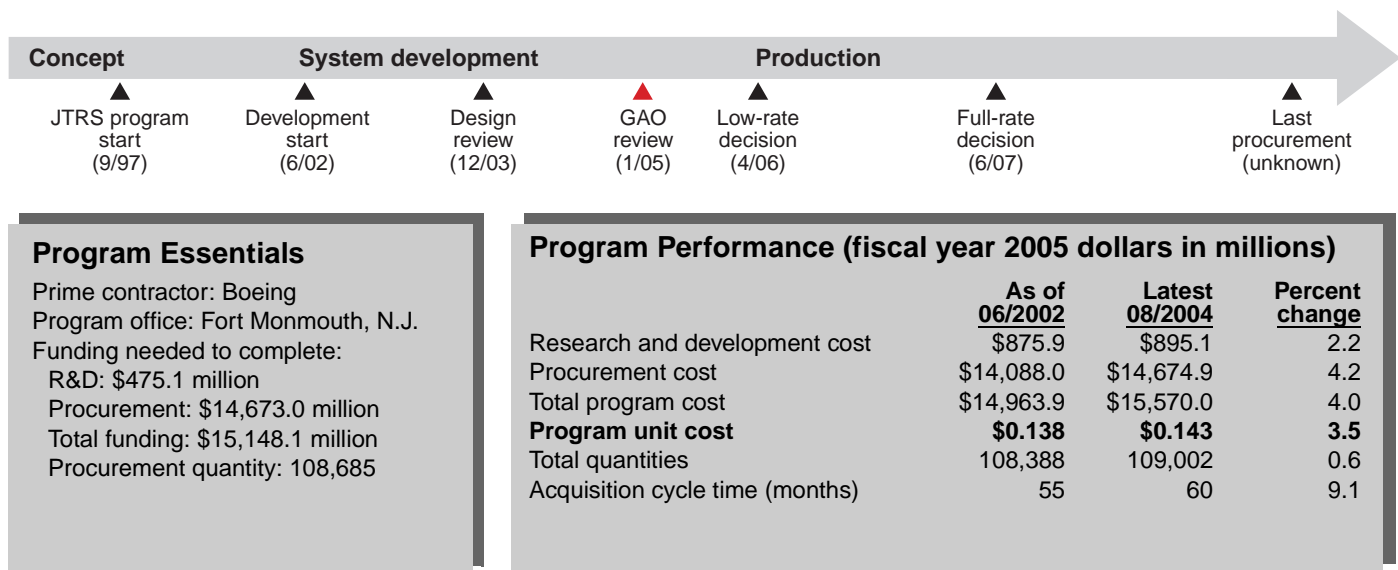 Concept System development Production
JTRS program start (9/97)
Development start (6/02)
Design review (12/03)
GAO review (1/05)
Low-rate decision (4/06)
Full-rate decision (6/07)
Last procurement (unknown)
Program Essentials
Prime contractor: Boeing
Program office: Fort Monmouth, N.J.
Funding needed to complete:
R&D: $475.1 million
Procurement: $14,673.0 million
Total funding: $15,148.1 million
Procurement quantity: 108,685
Program Performance (fiscal year 2005 dollars in millions)
As of 06/2002 Latest 08/2004 Percent change
Research and development cost $875.9 $895.1 2.2
Procurement cost $14,088.0 $14,674.9 4.2
Total program cost $14,963.9 $15,570.0 4.0
Program unit cost $0.138 $0.143 3.5
Total quantities 108,388 109,002 0.6
Acquisition cycle time (months) 55 60 9.1